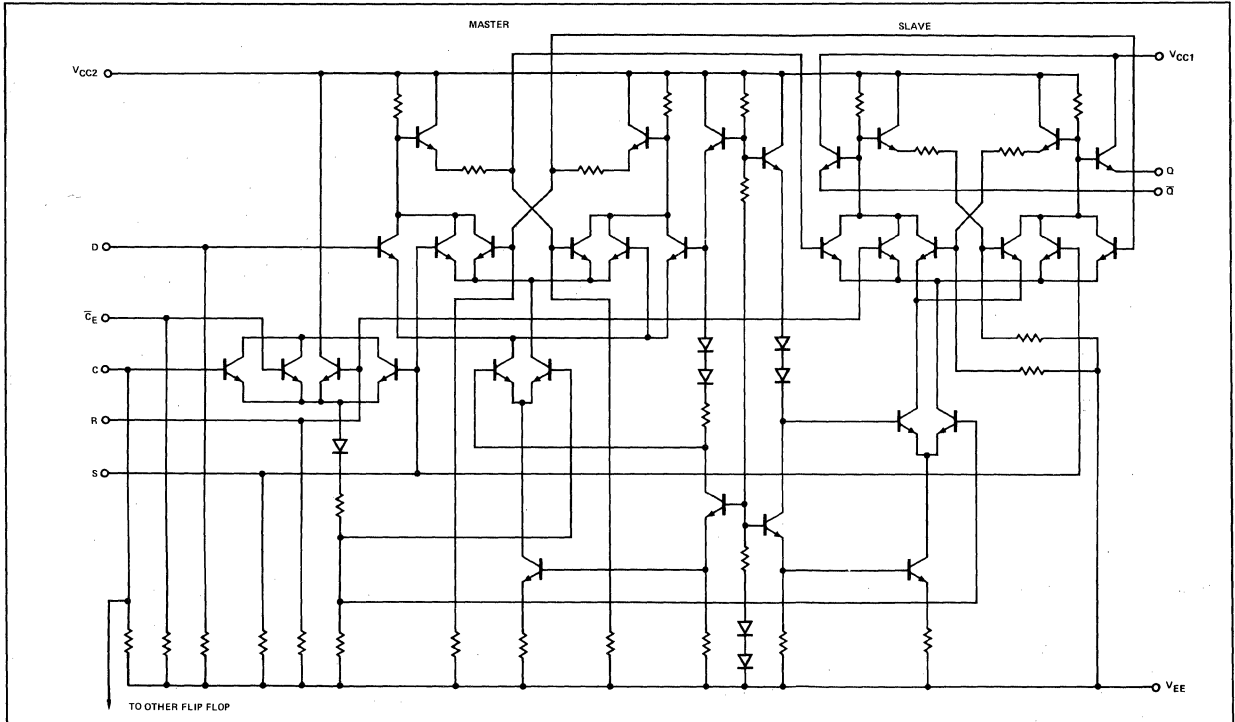 MASTER
SLAVE
VCC2
VCC1
Q
Q̅
D
C̅E
C
R
S
VEE
TO OTHER FLIP FLOP